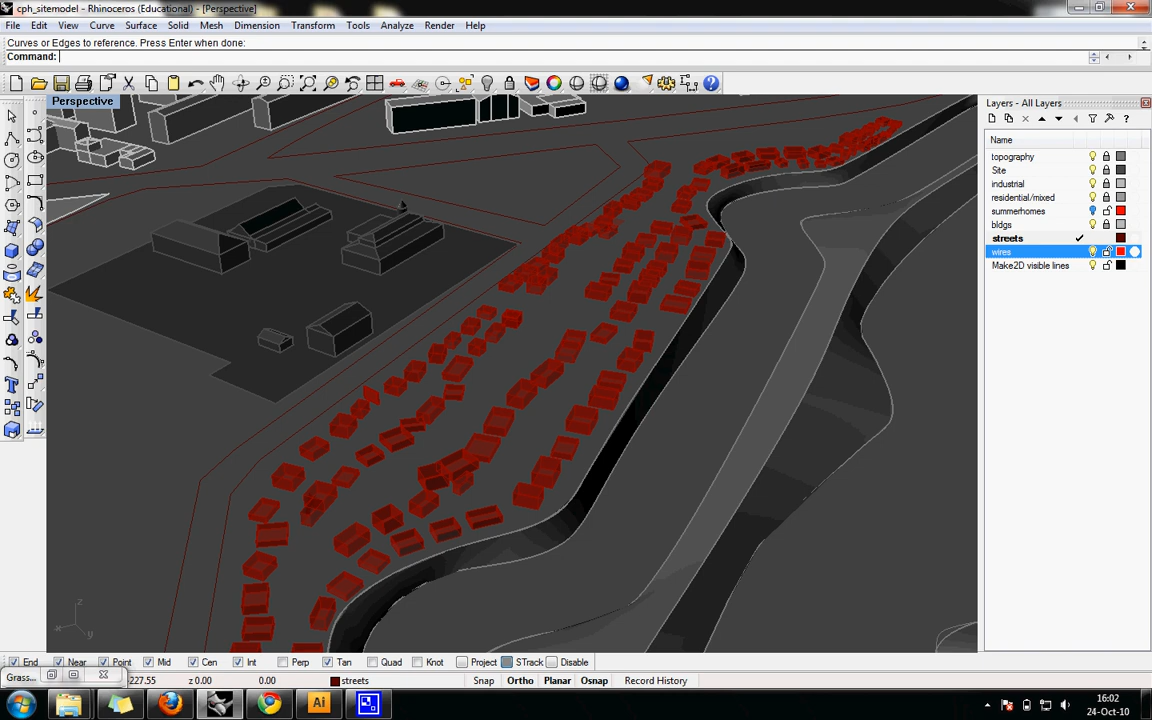 cph_sitemodel - Rhinoceros (Educational) - [Perspective]
File Edit View Curve Surface Solid Mesh Dimension Transform Tools Analyze Render Help
Curves or Edges to reference. Press Enter when done:
Command:
Perspective
Layers - All Layers
Name
topography
Site
industrial
residential/mixed
summerhomes
bldgs
streets
wires
Make2D visible lines
z
x
y
End Near Point Mid Cen Int Perp Tan Quad Knot Project STrack Disable
Grass...
227.55 z 0.00 0.00 streets Snap Ortho Planar Osnap Record History
Ai
16:02
24-Oct-10